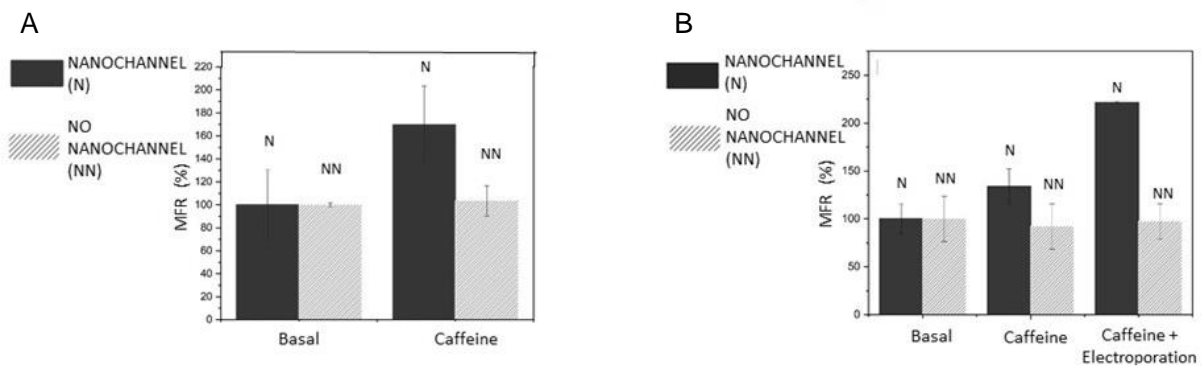 A
NANOCHANNEL
(N)
NO
NANOCHANNEL
(NN)
MFR (%)
220
200
180
160
140
120
100
80
60
40
20
0
N
NN
N
NN
Basal
Caffeine
B
NANOCHANNEL
(N)
NO
NANOCHANNEL
(NN)
MFR (%)
250
200
150
100
50
0
N
NN
N
NN
N
NN
Basal
Caffeine
Caffeine +
Electroporation